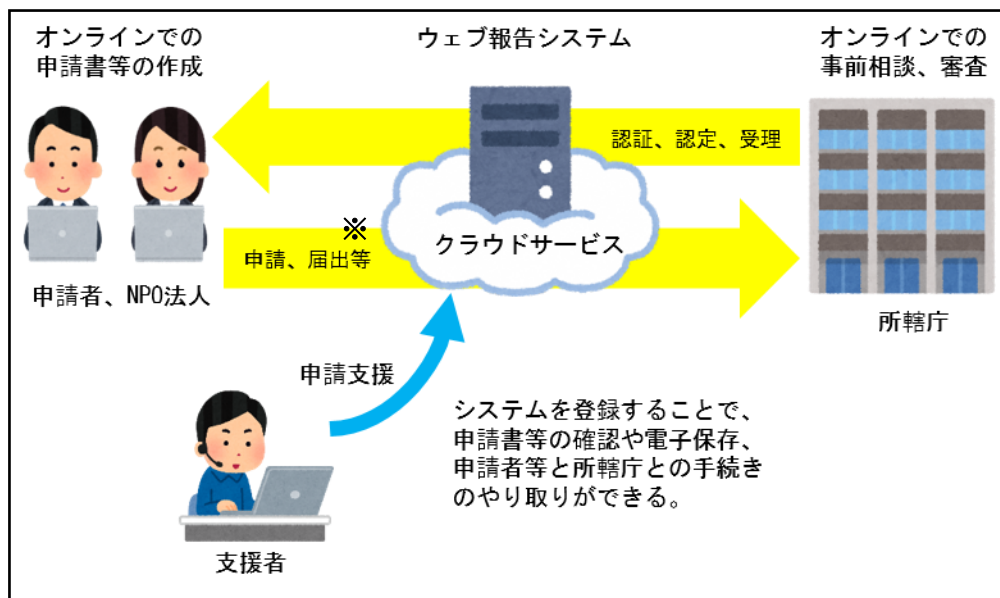 オンラインでの
申請書等の作成
ウェブ報告システム
オンラインでの
事前相談、審査
認証、認定、受理
※
申請、届出等
クラウドサービス
申請者、NPO法人
所轄庁
申請支援
システムを登録することで、
申請書等の確認や電子保存、
申請者等と所轄庁との手続き
のやり取りができる。
支援者